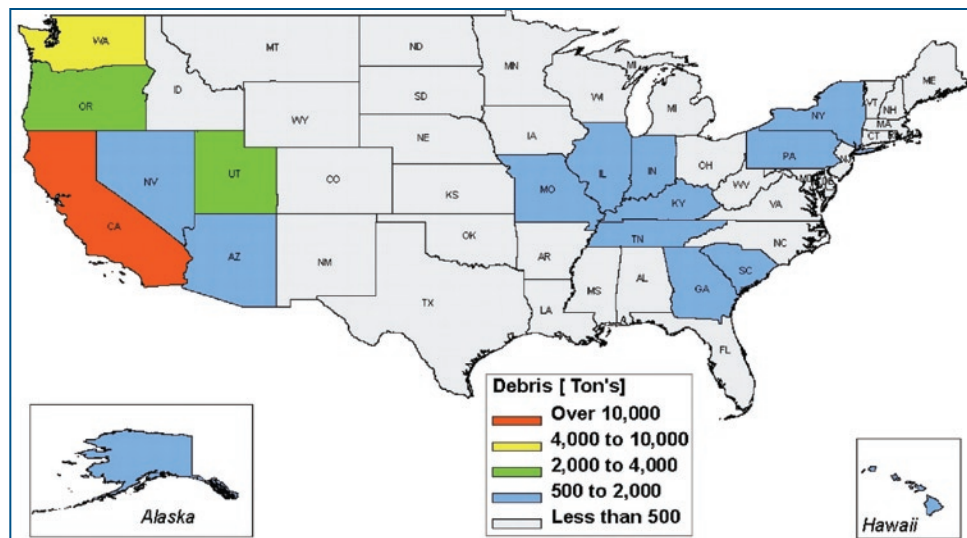 WA
MT
ND
MN
MI
ME
OR
ID
SD
WI
MI
NY
VT
NH
MA
CT
WY
NE
IA
PA
NJ
NV
UT
CO
KS
MO
IL
IN
OH
WV
VA
KY
CA
AZ
NM
OK
AR
TN
NC
SC
TX
LA
MS
AL
GA
FL
Debris [ Ton's]
Over 10,000
4,000 to 10,000
2,000 to 4,000
500 to 2,000
Less than 500
Alaska
Hawaii